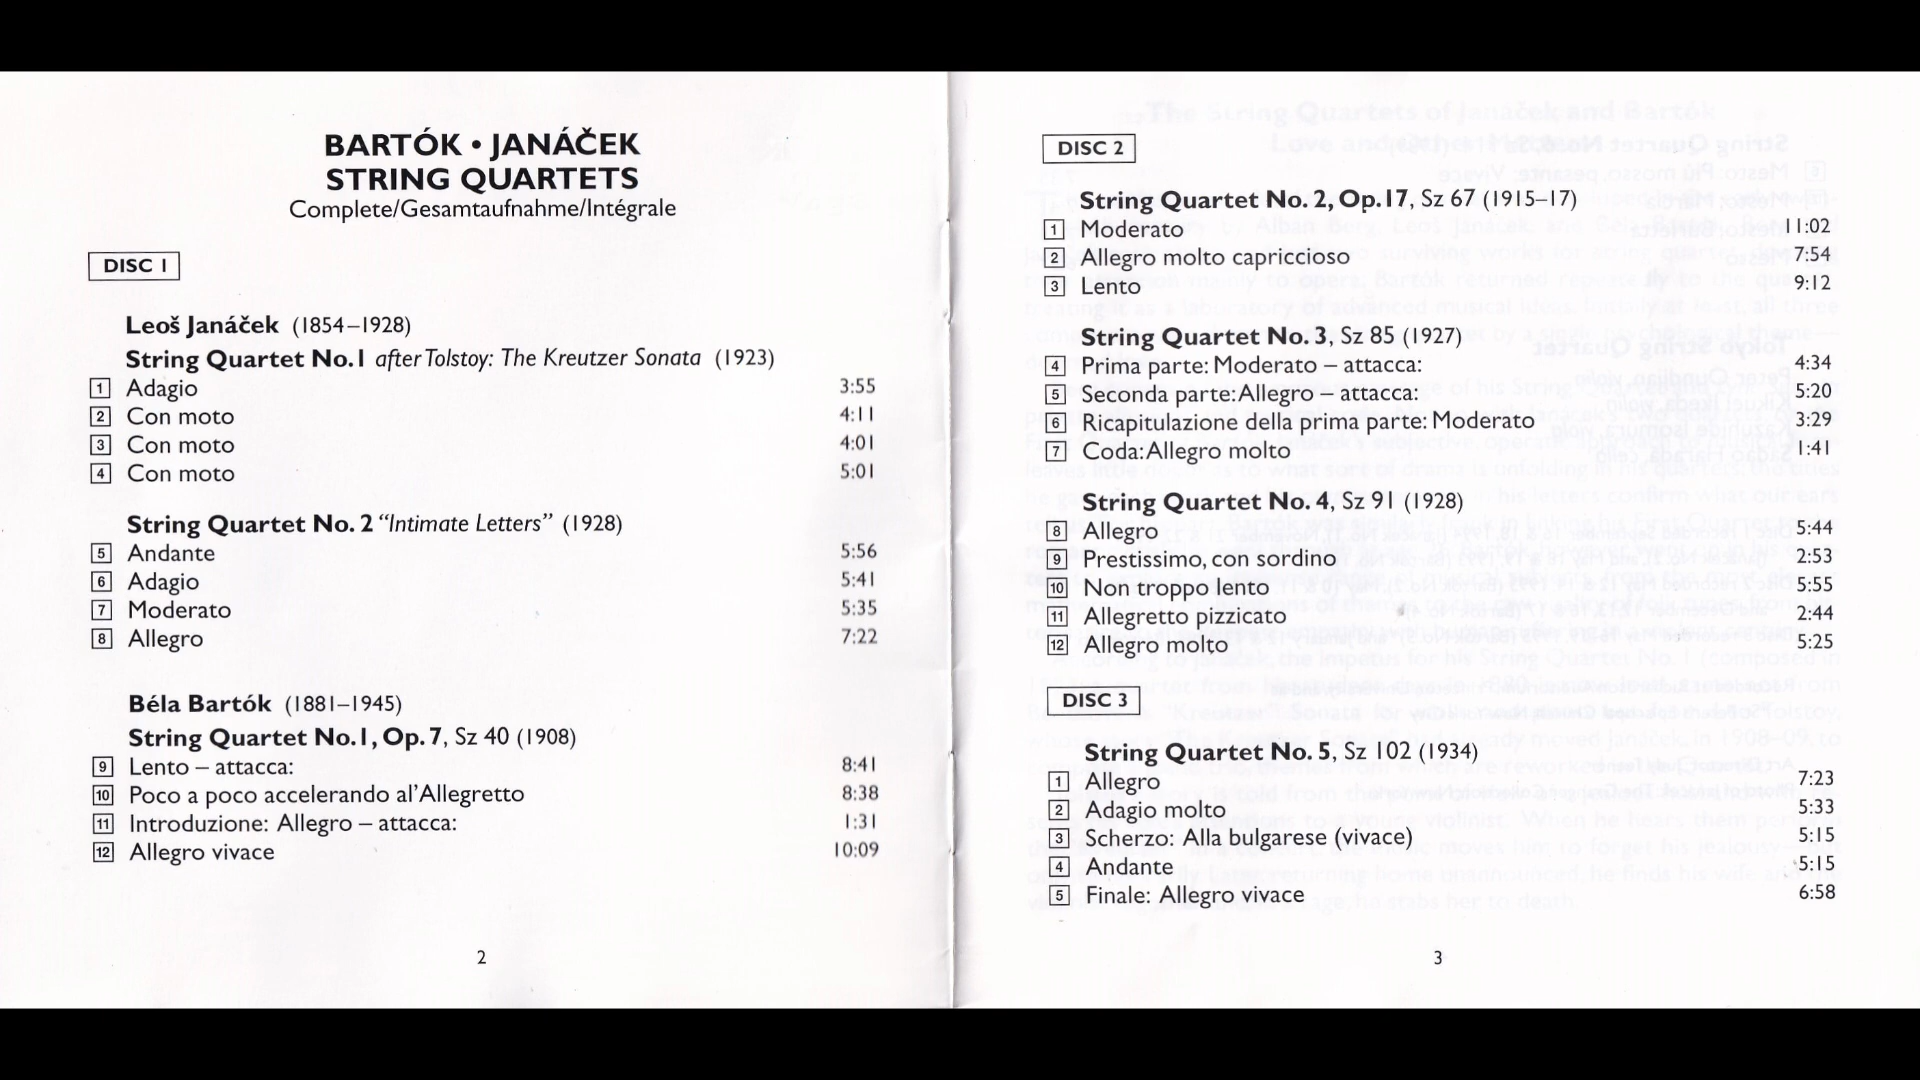 BARTÓK • JANÁČEK
STRING QUARTETS
Complete/Gesamtaufnahme/Intégrale
DISC 1
Leoš Janáček (1854–1928)
String Quartet No.1 after Tolstoy: The Kreutzer Sonata (1923)
1 Adagio 3:55
2 Con moto 4:11
3 Con moto 4:01
4 Con moto 5:01
String Quartet No. 2 “Intimate Letters” (1928)
5 Andante 5:56
6 Adagio 5:41
7 Moderato 5:35
8 Allegro 7:22
Béla Bartók (1881–1945)
String Quartet No.1, Op. 7, Sz 40 (1908)
9 Lento – attacca: 8:41
10 Poco a poco accelerando al’Allegretto 8:38
11 Introduzione: Allegro – attacca: 1:31
12 Allegro vivace 10:09
2
DISC 2
String Quartet No. 2, Op.17, Sz 67 (1915–17)
1 Moderato 11:02
2 Allegro molto capriccioso 7:54
3 Lento 9:12
String Quartet No. 3, Sz 85 (1927)
4 Prima parte: Moderato – attacca: 4:34
5 Seconda parte: Allegro – attacca: 5:20
6 Ricapitulazione della prima parte: Moderato 3:29
7 Coda: Allegro molto 1:41
String Quartet No. 4, Sz 91 (1928)
8 Allegro 5:44
9 Prestissimo, con sordino 2:53
10 Non troppo lento 5:55
11 Allegretto pizzicato 2:44
12 Allegro molto 5:25
DISC 3
String Quartet No. 5, Sz 102 (1934)
1 Allegro 7:23
2 Adagio molto 5:33
3 Scherzo: Alla bulgarese (vivace) 5:15
4 Andante 5:15
5 Finale: Allegro vivace 6:58
3